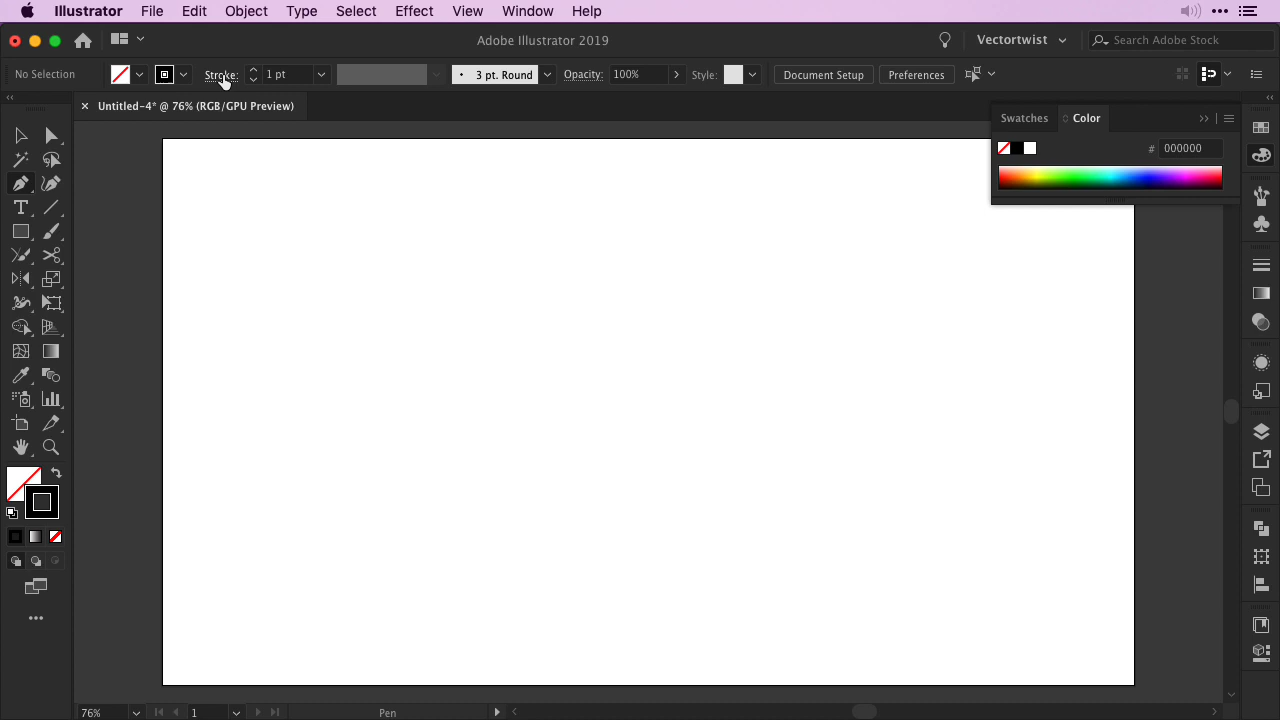 Illustrator File Edit Object Type Select Effect View Window Help
Adobe Illustrator 2019
Vectortwist
Search Adobe Stock
No Selection
Stroke: 1 pt
3 pt. Round
Opacity: 100%
Style:
Document Setup
Preferences
Untitled-4* @ 76% (RGB/GPU Preview)
Swatches
Color
# 000000
76%
1
Pen